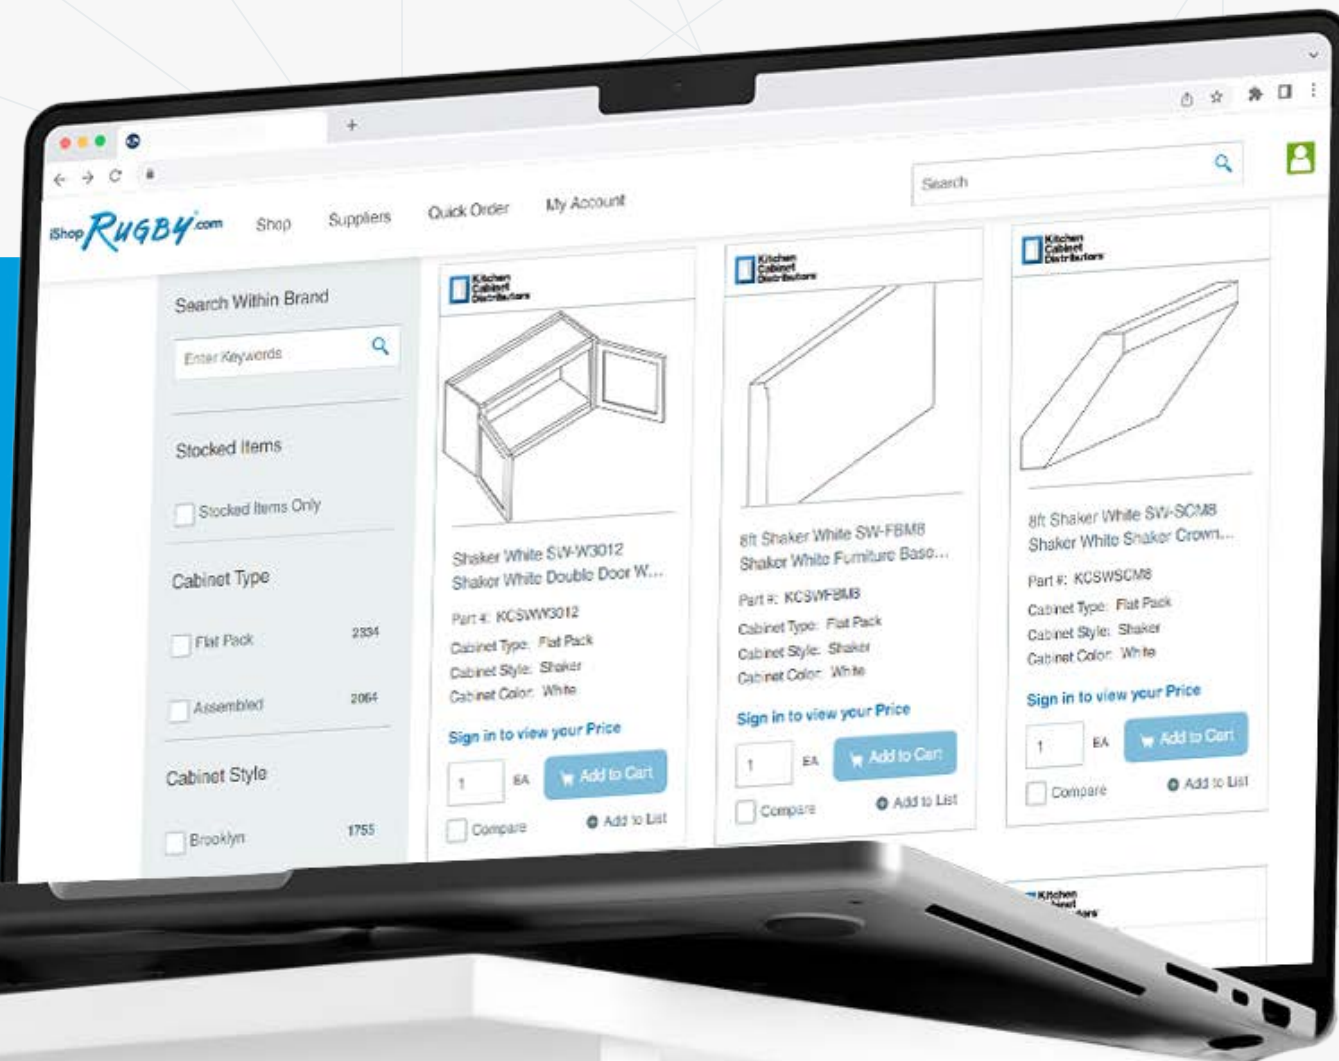 iShop RUGBY.com
Shop
Suppliers
Quick Order
My Account
Search
Search Within Brand
Enter Keywords
Stocked Items
Stocked Items Only
Cabinet Type
Flat Pack 2334
Assembled 2064
Cabinet Style
Brooklyn 1755
Kitchen
Cabinet
Distributors
Shaker White SW-W3012
Shaker White Double Door W...
Part #: KCSWW3012
Cabinet Type: Flat Pack
Cabinet Style: Shaker
Cabinet Color: White
Sign in to view your Price
1 EA Add to Cart
Compare Add to List
Kitchen
Cabinet
Distributors
8ft Shaker White SW-FBM8
Shaker White Furniture Base...
Part #: KCSWFBM8
Cabinet Type: Flat Pack
Cabinet Style: Shaker
Cabinet Color: White
Sign in to view your Price
1 EA Add to Cart
Compare Add to List
Kitchen
Cabinet
Distributors
8ft Shaker White SW-SCM8
Shaker White Shaker Crown...
Part #: KCSWSCM8
Cabinet Type: Flat Pack
Cabinet Style: Shaker
Cabinet Color: White
Sign in to view your Price
1 EA Add to Cart
Compare Add to List
Kitchen